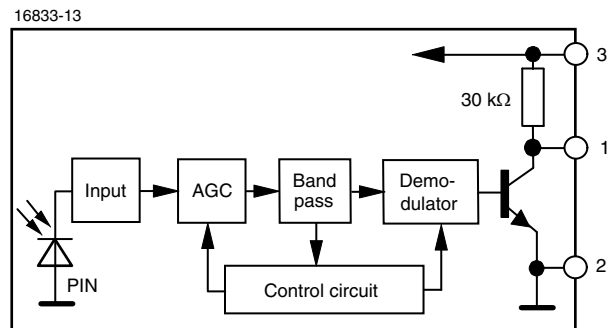 16833-13
3
30 kΩ
1
Input
AGC
Band
pass
Demo-
dulator
2
PIN
Control circuit